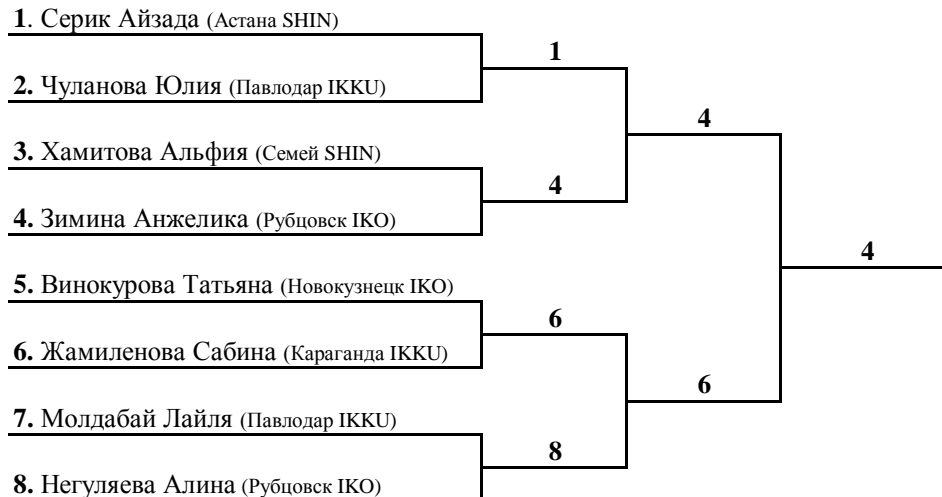 1. Серик Айзада (Астана SHIN)
1
2. Чуланова Юлия (Павлодар IKKU)
4
3. Хамитова Альфия (Семей SHIN)
4
4. Зимина Анжелика (Рубцовск IKO)
4
5. Винокурова Татьяна (Новокузнецк IKO)
6
6. Жамиленова Сабина (Караганда IKKU)
6
7. Молдабай Лайля (Павлодар IKKU)
8
8. Негуляева Алина (Рубцовск IKO)